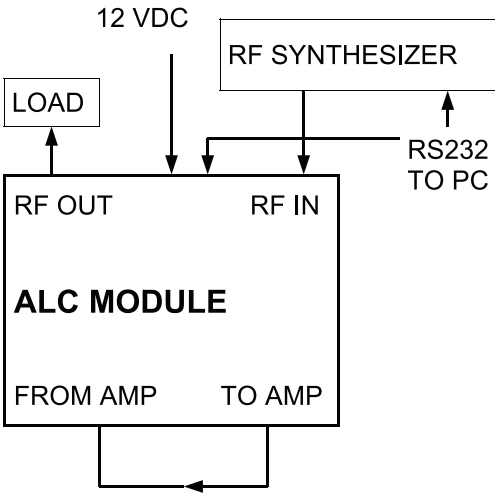 12 VDC
RF SYNTHESIZER
LOAD
RS232
TO PC
RF OUT
RF IN
ALC MODULE
FROM AMP
TO AMP